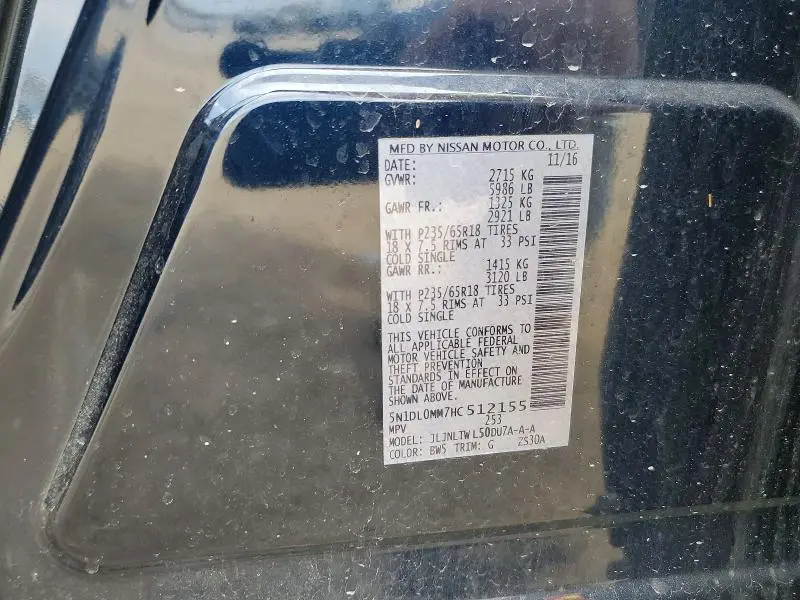 MFD BY NISSAN MOTOR CO., LTD.
DATE: 11/16
GVWR: 2715 KG
5986 LB
GAWR FR.: 1325 KG
2921 LB
WITH P235/65R18 TIRES
18 X 7.5 RIMS AT 33 PSI
COLD SINGLE
GAWR RR.: 1415 KG
3120 LB
WITH P235/65R18 TIRES
18 X 7.5 RIMS AT 33 PSI
COLD SINGLE
THIS VEHICLE CONFORMS TO
ALL APPLICABLE FEDERAL
MOTOR VEHICLE SAFETY AND
THEFT PREVENTION
STANDARDS IN EFFECT ON
THE DATE OF MANUFACTURE
SHOWN ABOVE.
5N1DL0MM7HC512155
MPV 253
MODEL: JLJNLTWL50DU7A-A-A
COLOR: BW5 TRIM: G 2S30A